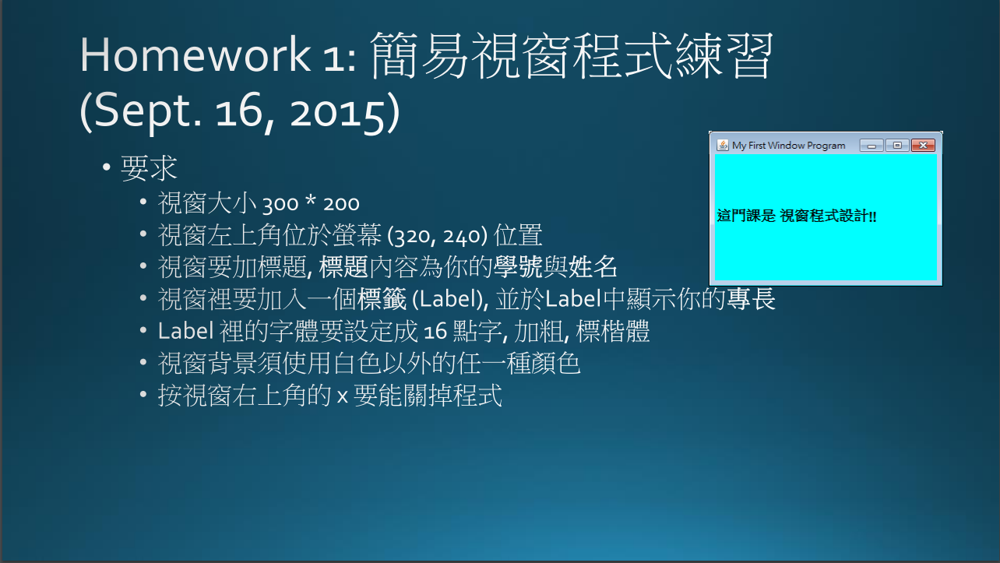 Homework 1: 簡易視窗程式練習
(Sept. 16, 2015)
• 要求
• 視窗大小 300 * 200
• 視窗左上角位於螢幕 (320, 240) 位置
• 視窗要加標題, 標題內容為你的學號與姓名
• 視窗裡要加入一個標籤 (Label), 並於Label中顯示你的專長
• Label 裡的字體要設定成 16 點字, 加粗, 標楷體
• 視窗背景須使用白色以外的任一種顏色
• 按視窗右上角的 x 要能關掉程式
My First Window Program
這門課是 視窗程式設計!!